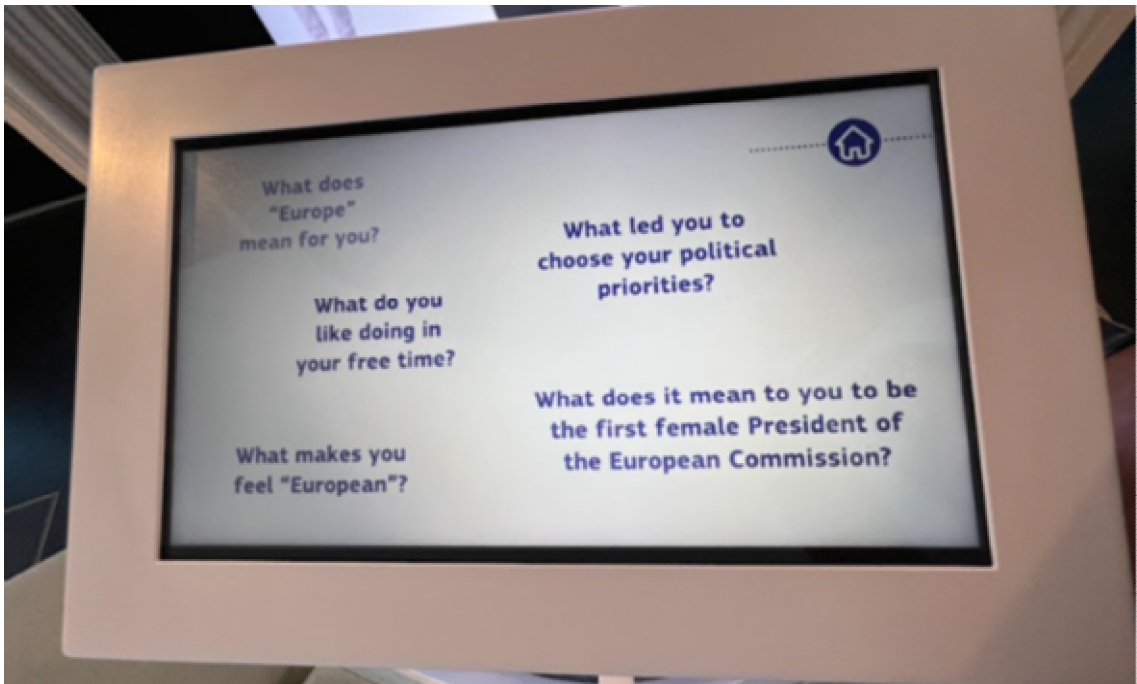 What does
"Europe"
mean for you?
What do you
like doing in
your free time?
What makes you
feel "European"?
What led you to
choose your political
priorities?
What does it mean to you to be
the first female President of
the European Commission?